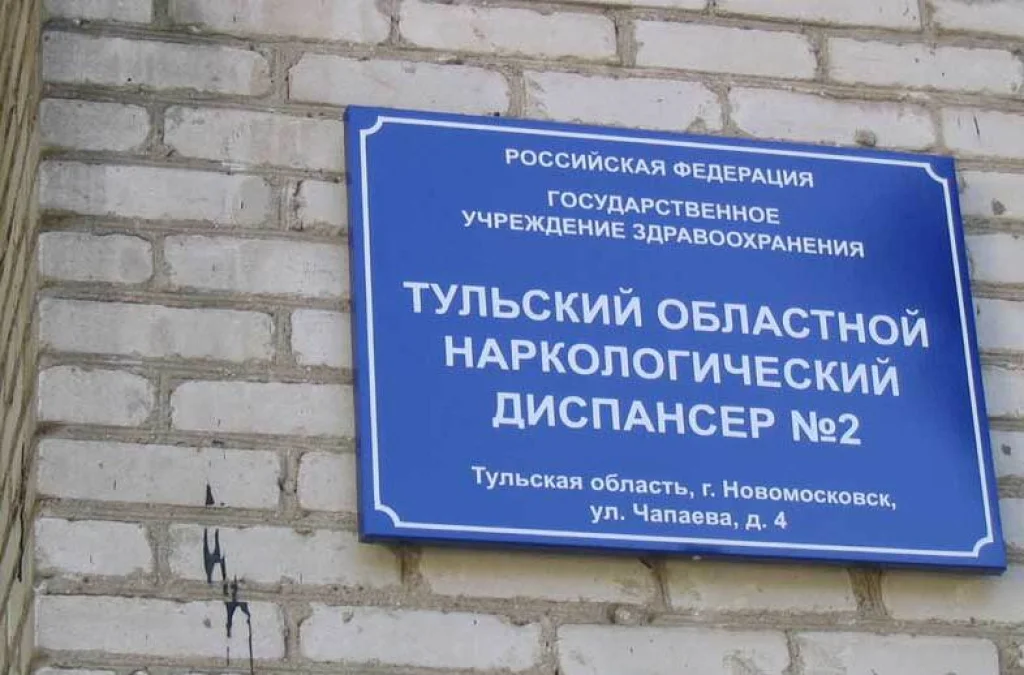 РОССИЙСКАЯ ФЕДЕРАЦИЯ
ГОСУДАРСТВЕННОЕ
УЧРЕЖДЕНИЕ ЗДРАВООХРАНЕНИЯ
ТУЛЬСКИЙ ОБЛАСТНОЙ
НАРКОЛОГИЧЕСКИЙ
ДИСПАНСЕР №2
Тульская область, г. Новомосковск,
ул. Чапаева, д. 4